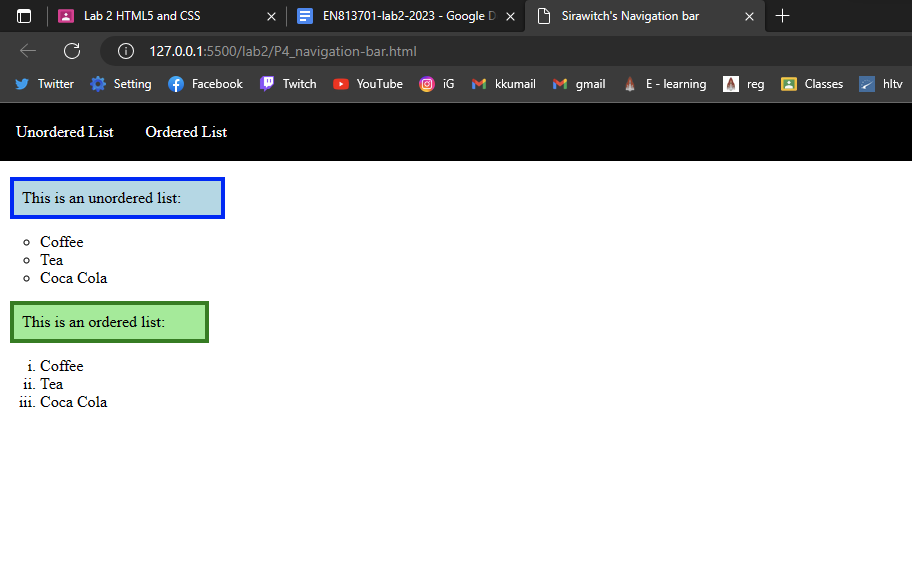 Lab 2 HTML5 and CSS EN813701-lab2-2023 - Google D Sirawitch's Navigation bar
127.0.0.1:5500/lab2/P4_navigation-bar.html
Twitter Setting Facebook Twitch YouTube iG kkumail gmail E - learning reg Classes hltv
Unordered List Ordered List
This is an unordered list:
Coffee
Tea
Coca Cola
This is an ordered list:
i. Coffee
ii. Tea
iii. Coca Cola